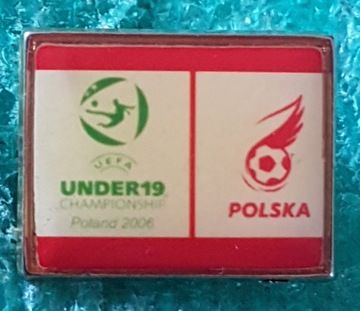 UEFA
UNDER19
CHAMPIONSHIP
Poland 2006
POLSKA